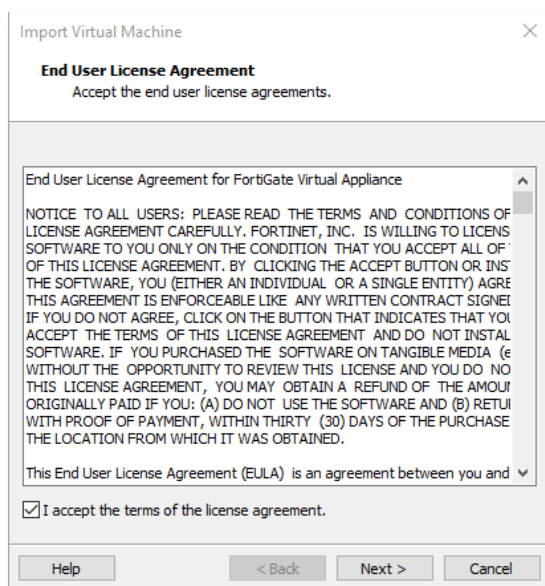 Import Virtual Machine
End User License Agreement
Accept the end user license agreements.
End User License Agreement for FortiGate Virtual Appliance
NOTICE TO ALL USERS: PLEASE READ THE TERMS AND CONDITIONS OF
LICENSE AGREEMENT CAREFULLY. FORTINET, INC. IS WILLING TO LICENS
SOFTWARE TO YOU ONLY ON THE CONDITION THAT YOU ACCEPT ALL OF
OF THIS LICENSE AGREEMENT. BY CLICKING THE ACCEPT BUTTON OR INS
THE SOFTWARE, YOU (EITHER AN INDIVIDUAL OR A SINGLE ENTITY) AGRE
THIS AGREEMENT IS ENFORCEABLE LIKE ANY WRITTEN CONTRACT SIGNE
IF YOU DO NOT AGREE, CLICK ON THE BUTTON THAT INDICATES THAT YOU
ACCEPT THE TERMS OF THIS LICENSE AGREEMENT AND DO NOT INSTAL
SOFTWARE. IF YOU PURCHASED THE SOFTWARE ON TANGIBLE MEDIA (e
WITHOUT THE OPPORTUNITY TO REVIEW THIS LICENSE AND YOU DO NO
THIS LICENSE AGREEMENT, YOU MAY OBTAIN A REFUND OF THE AMOU
ORIGINALLY PAID IF YOU: (A) DO NOT USE THE SOFTWARE AND (B) RETU
WITH PROOF OF PAYMENT, WITHIN THIRTY (30) DAYS OF THE PURCHASE
THE LOCATION FROM WHICH IT WAS OBTAINED.
This End User License Agreement (EULA) is an agreement between you and
I accept the terms of the license agreement.
Help
< Back
Next >
Cancel